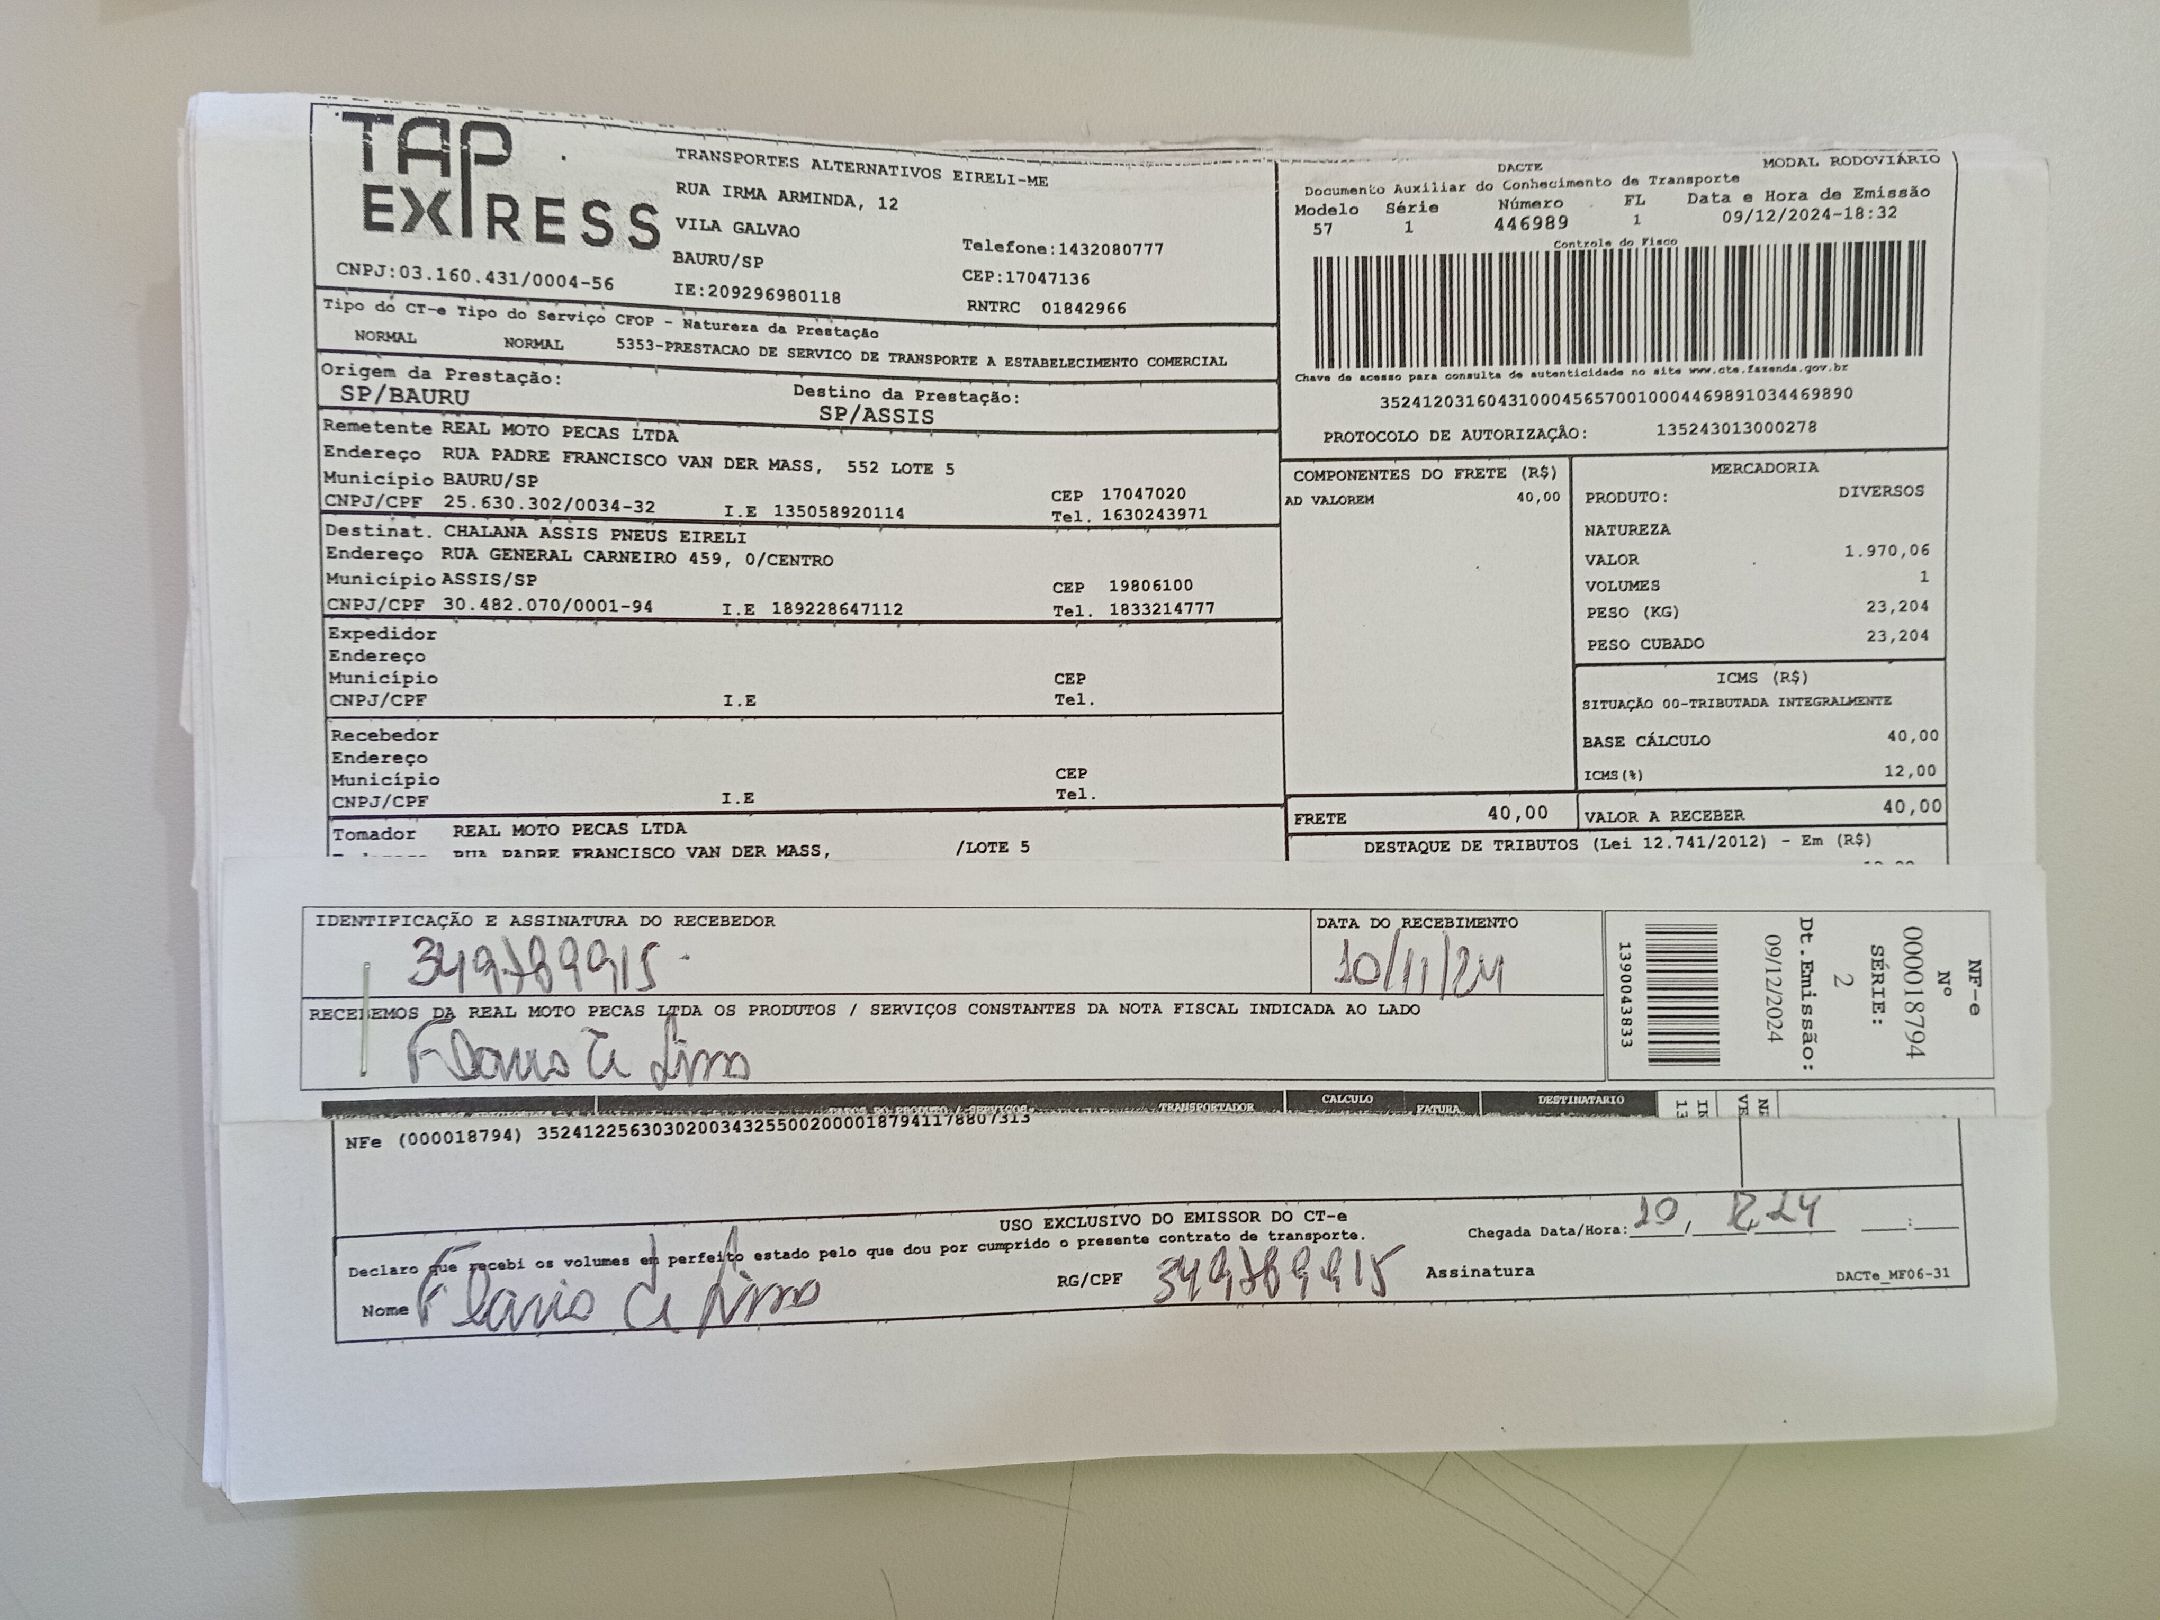 TAP EXPRESS
CNPJ:03.160.431/0004-56
TRANSPORTES ALTERNATIVOS EIRELI-ME
RUA IRMA ARMINDA, 12
VILA GALVAO
BAURU/SP
IE:209296980118
Telefone:1432080777
CEP:17047136
RNTRC 01842966
DACTE MODAL RODOVIÁRIO
Documento Auxiliar do Conhecimento de Transporte
Modelo Série Número FL Data e Hora de Emissão
57 1 446989 1 09/12/2024-18:32
Controle do Fisco
Chave de acesso para consulta de autenticidade no site www.cte.fazenda.gov.br
35241203160431000456570010004469891034469890
PROTOCOLO DE AUTORIZAÇÃO: 135243013000278
Tipo do CT-e Tipo do Serviço CFOP - Natureza da Prestação
NORMAL NORMAL 5353-PRESTACAO DE SERVICO DE TRANSPORTE A ESTABELECIMENTO COMERCIAL
Origem da Prestação: Destino da Prestação:
SP/BAURU SP/ASSIS
Remetente REAL MOTO PECAS LTDA
Endereço RUA PADRE FRANCISCO VAN DER MASS, 552 LOTE 5
Município BAURU/SP CEP 17047020
CNPJ/CPF 25.630.302/0034-32 I.E 135058920114 Tel. 1630243971
Destinat. CHALANA ASSIS PNEUS EIRELI
Endereço RUA GENERAL CARNEIRO 459, 0/CENTRO
Município ASSIS/SP CEP 19806100
CNPJ/CPF 30.482.070/0001-94 I.E 189228647112 Tel. 1833214777
Expedidor
Endereço
Município CEP
CNPJ/CPF I.E Tel.
Recebedor
Endereço
Município CEP
CNPJ/CPF I.E Tel.
Tomador REAL MOTO PECAS LTDA
RUA PADRE FRANCISCO VAN DER MASS, /LOTE 5
COMPONENTES DO FRETE (R$)
AD VALOREM 40,00
MERCADORIA
PRODUTO: DIVERSOS
NATUREZA
VALOR 1.970,06
VOLUMES 1
PESO (KG) 23,204
PESO CUBADO 23,204
ICMS (R$)
SITUAÇÃO 00-TRIBUTADA INTEGRALMENTE
BASE CÁLCULO 40,00
ICMS(%) 12,00
FRETE 40,00 VALOR A RECEBER 40,00
DESTAQUE DE TRIBUTOS (Lei 12.741/2012) - Em (R$)
IDENTIFICAÇÃO E ASSINATURA DO RECEBEDOR
349789915
DATA DO RECEBIMENTO
10/11/24
RECEBEMOS DA REAL MOTO PECAS LTDA OS PRODUTOS / SERVIÇOS CONSTANTES DA NOTA FISCAL INDICADA AO LADO
1390043833
NF-e
Nº
000018794
SÉRIE:
2
Dt.Emissão:
09/12/2024
DADOS DO PRODUTO / SERVIÇOS TRANSPORTADOR CALCULO FATURA DESTINATARIO
NFe (000018794) 35241225630302003432550020000187941178807315
USO EXCLUSIVO DO EMISSOR DO CT-e
Declaro que recebi os volumes em perfeito estado pelo que dou por cumprido o presente contrato de transporte.
Chegada Data/Hora: 10, 12, 24 :
Nome Flavio A Lima RG/CPF 349789915 Assinatura
DACTe_MF06-31